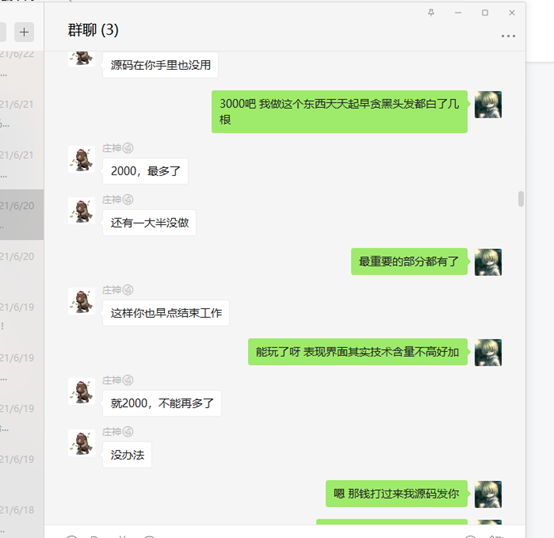 群聊 (3)
21/6/22
源码在你手里也没用
21/6/21
3000吧 我做这个东西天天起早贪黑头发都白了几
根
21/6/21
庄神
2000，最多了
21/6/20
庄神
还有一大半没做
21/6/20
最重要的部分都有了
庄神
21/6/19
这样你也早点结束工作
能玩了呀 表现界面其实技术含量不高好加
21/6/19
庄神
就2000，不能再多了
21/6/19
庄神
没办法
21/6/19
嗯 那钱打过来我源码发你
21/6/18